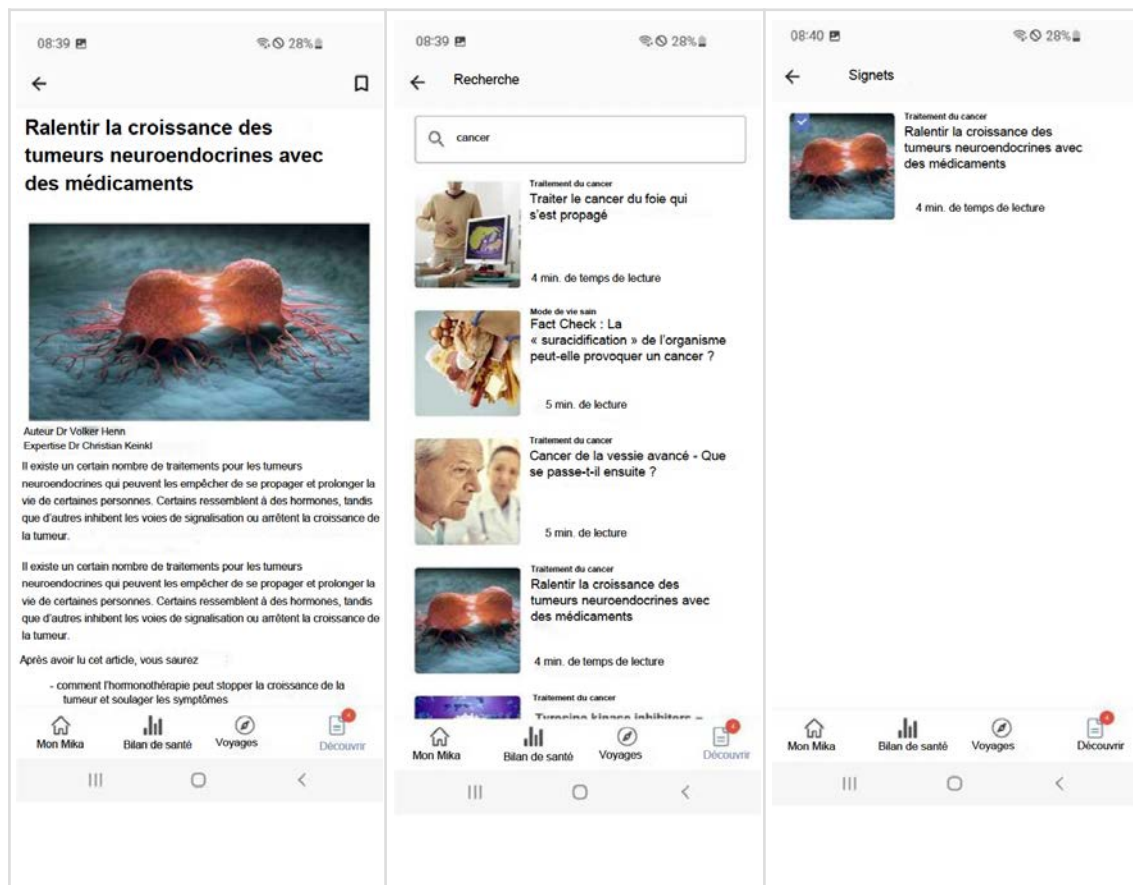 08:39
28%
Ralentir la croissance des
tumeurs neuroendocrines avec
des médicaments
Auteur Dr Volker Henn
Expertise Dr Christian Keinkl
Il existe un certain nombre de traitements pour les tumeurs
neuroendocrines qui peuvent les empêcher de se propager et prolonger la
vie de certaines personnes. Certains ressemblent à des hormones, tandis
que d'autres inhibent les voies de signalisation ou arrêtent la croissance de
la tumeur.
Il existe un certain nombre de traitements pour les tumeurs
neuroendocrines qui peuvent les empêcher de se propager et prolonger la
vie de certaines personnes. Certains ressemblent à des hormones, tandis
que d'autres inhibent les voies de signalisation ou arrêtent la croissance de
la tumeur.
Après avoir lu cet article, vous saurez
- comment l'hormonothérapie peut stopper la croissance de la
tumeur et soulager les symptômes
4
Mon Mika Bilan de santé Voyages Découvrir
08:39
28%
Recherche
cancer
Traitement du cancer
Traiter le cancer du foie qui
s'est propagé
4 min. de temps de lecture
Mode de vie sain
Fact Check : La
« suracidification » de l'organisme
peut-elle provoquer un cancer ?
5 min. de lecture
Traitement du cancer
Cancer de la vessie avancé - Que
se passe-t-il ensuite ?
5 min. de lecture
Traitement du cancer
Ralentir la croissance des
tumeurs neuroendocrines avec
des médicaments
4 min. de temps de lecture
Traitement du cancer
Tyrosine kinase inhibitors –
4
Mon Mika Bilan de santé Voyages Découvrir
08:40
28%
Signets
Traitement du cancer
Ralentir la croissance des
tumeurs neuroendocrines avec
des médicaments
4 min. de temps de lecture
4
Mon Mika Bilan de santé Voyages Découvrir